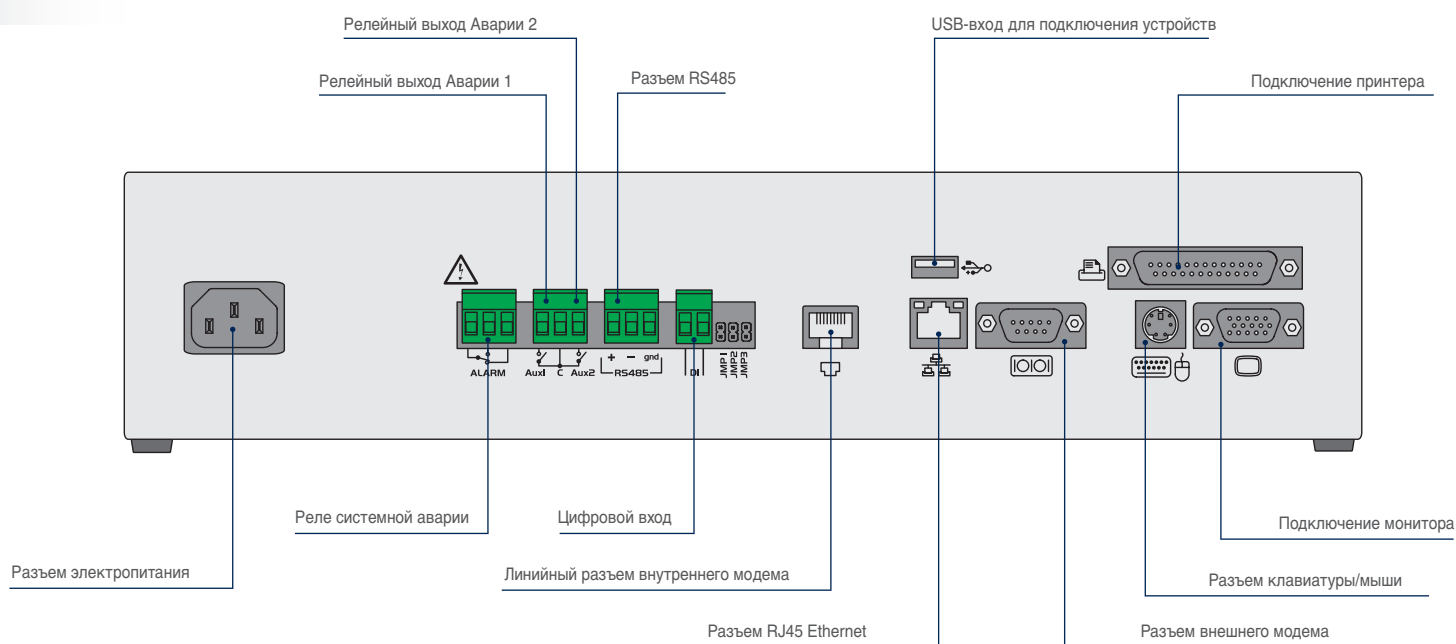 Релейный выход Аварии 2
USB-вход для подключения устройств
Релейный выход Аварии 1
Разъем RS485
Подключение принтера
+ − gnd
ALARM
Aux1 C Aux2
RS485
DI
JMP1
JMP2
JMP3
IOIOI
Реле системной аварии
Цифровой вход
Подключение монитора
Разъем электропитания
Линейный разъем внутреннего модема
Разъем клавиатуры/мыши
Разъем RJ45 Ethernet
Разъем внешнего модема